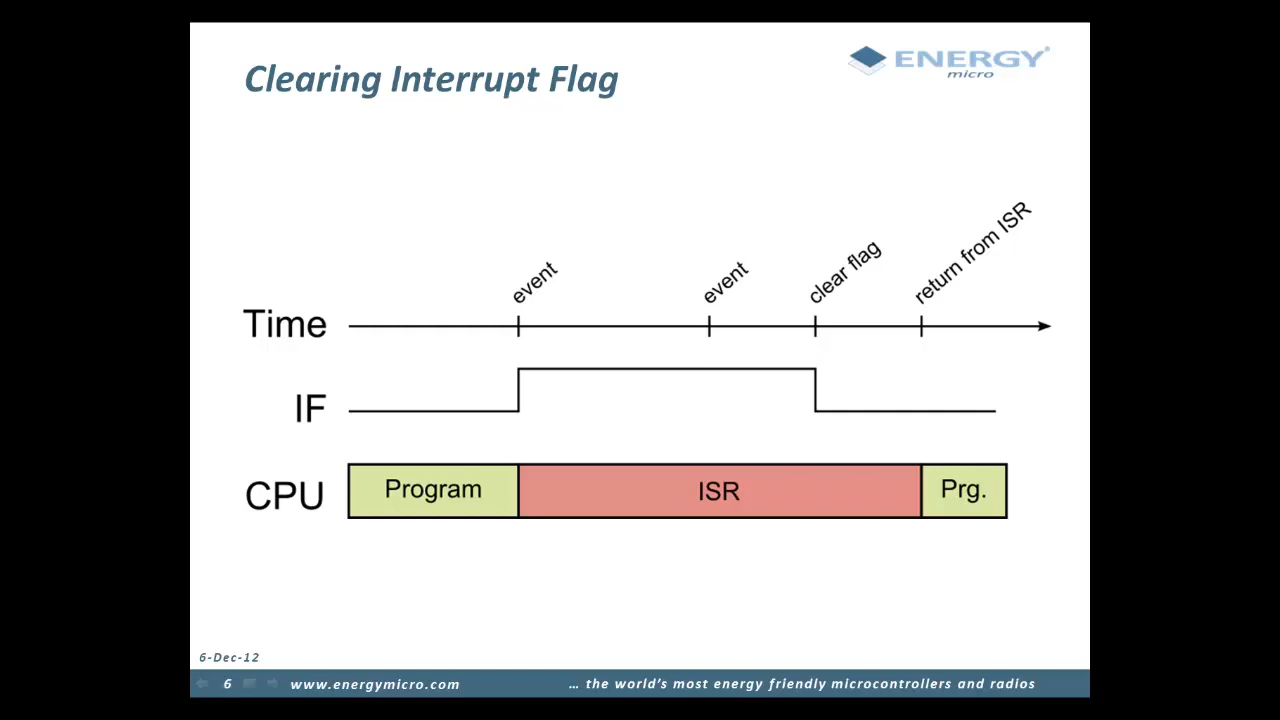 Clearing Interrupt Flag
ENERGY®
micro
event
event
clear flag
return from ISR
Time
IF
CPU
Program
ISR
Prg.
6-Dec-12
6
www.energymicro.com
... the world's most energy friendly microcontrollers and radios